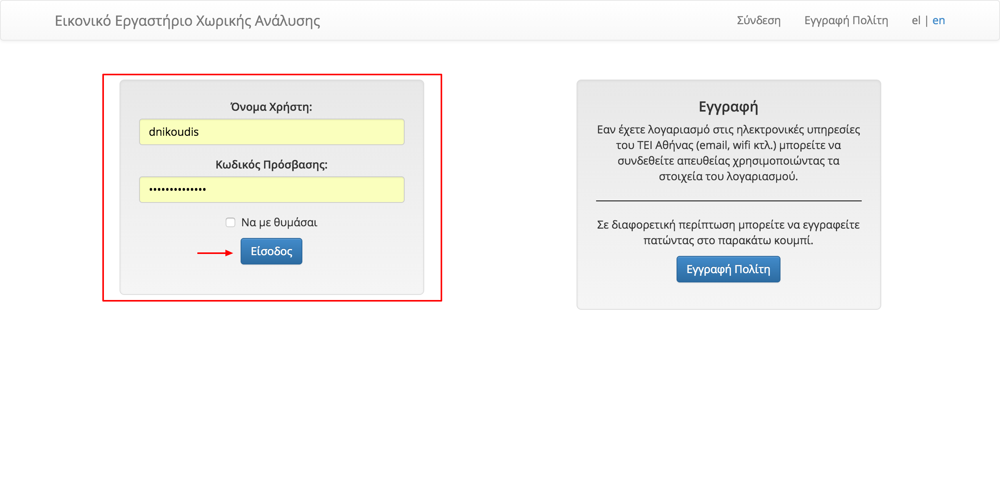 Εικονικό Εργαστήριο Χωρικής Ανάλυσης
Σύνδεση
Εγγραφή Πολίτη
el | en
Όνομα Χρήστη:
dnikoudis
Κωδικός Πρόσβασης:
••••••••••••••
Να με θυμάσαι
Είσοδος
Εγγραφή
Εαν έχετε λογαριασμό στις ηλεκτρονικές υπηρεσίες
του ΤΕΙ Αθήνας (email, wifi κτλ.) μπορείτε να
συνδεθείτε απευθείας χρησιμοποιώντας τα
στοιχεία του λογαριασμού.
Σε διαφορετική περίπτωση μπορείτε να εγγραφείτε
πατώντας στο παρακάτω κουμπί.
Εγγραφή Πολίτη